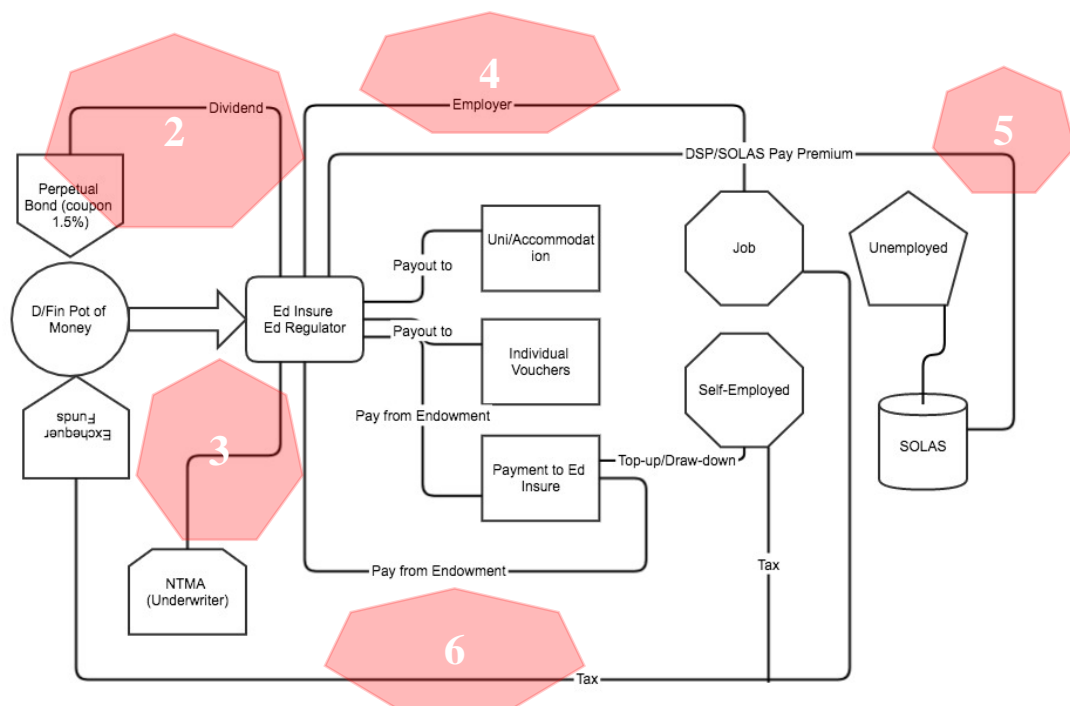 4
Dividend
Employer
2
5
DSP/SOLAS Pay Premium
Perpetual
Bond (coupon
1.5%)
Uni/Accommodat
ion
Job
Unemployed
Payout to
D/Fin Pot of
Money
Ed Insure
Ed Regulator
Payout to
Individual
Vouchers
Self-Employed
Exchequer
Funds
Pay from Endowment
3
SOLAS
Payment to Ed
Insure
Top-up/Draw-down
Tax
Pay from Endowment
NTMA
(Underwriter)
6
Tax